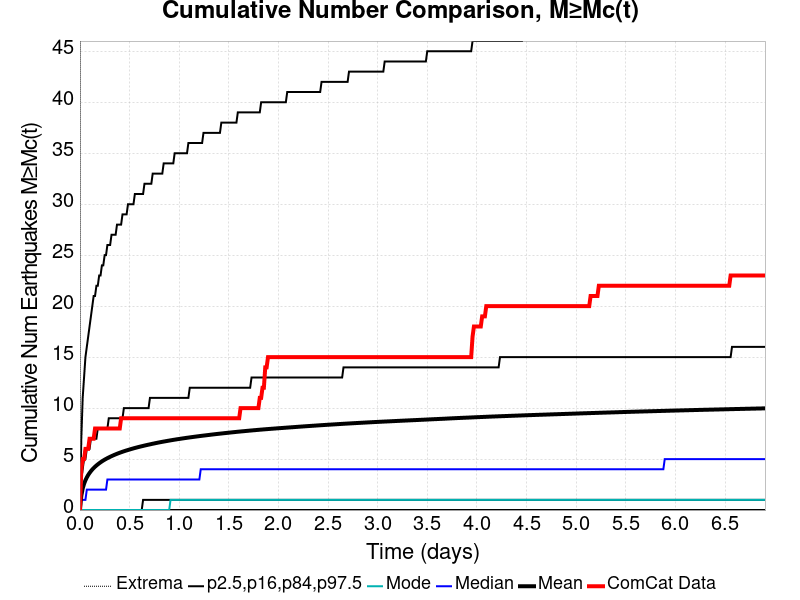 Cumulative Number Comparison, M≥Mc(t)
Cumulative Num Earthquakes M≥Mc(t)
45
40
35
30
25
20
15
10
5
0
0.0 0.5 1.0 1.5 2.0 2.5 3.0 3.5 4.0 4.5 5.0 5.5 6.0 6.5
Time (days)
Extrema p2.5,p16,p84,p97.5 Mode Median Mean ComCat Data